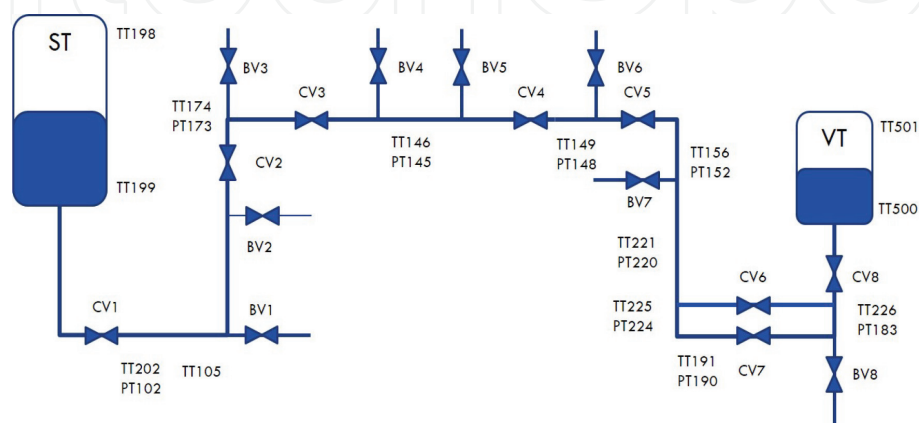 ST
TT198
BV3
BV4
BV5
BV6
TT174
PT173
CV3
CV4
CV5
TT146
PT145
TT149
PT148
TT156
PT152
TT501
VT
CV2
TT199
BV7
TT500
BV2
TT221
PT220
CV6
CV8
CV1
BV1
TT225
PT224
TT226
PT183
TT202
PT102
TT105
TT191
PT190
CV7
BV8